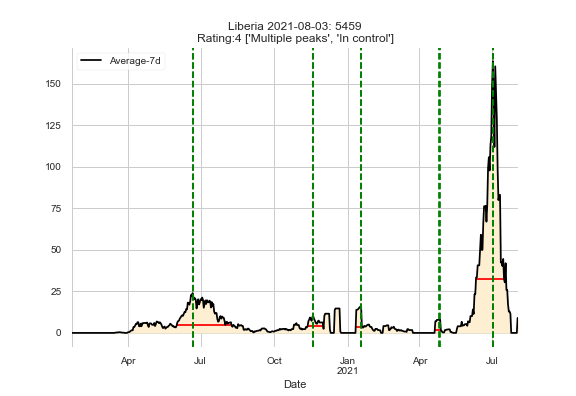 Liberia 2021-08-03: 5459
Rating:4 ['Multiple peaks', 'In control']
Average-7d
150
125
100
75
50
25
0
Apr Jul Oct Jan Apr Jul
2021
Date